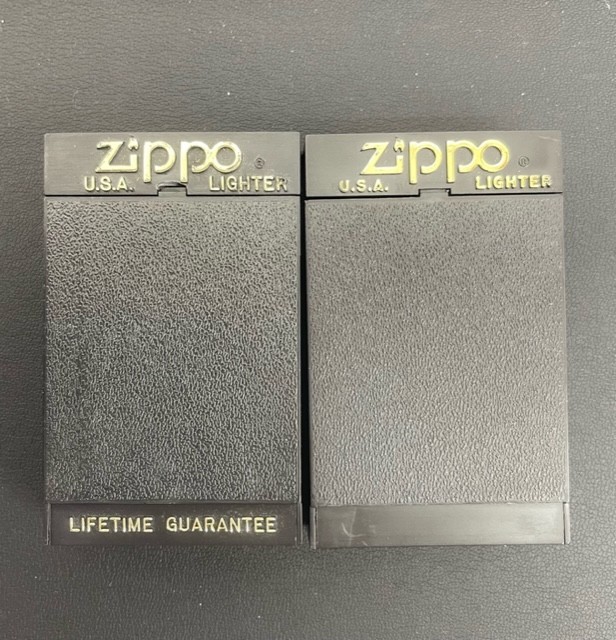 Zippo ®
U.S.A. LIGHTER
LIFETIME GUARANTEE
Zippo ®
U.S.A. LIGHTER